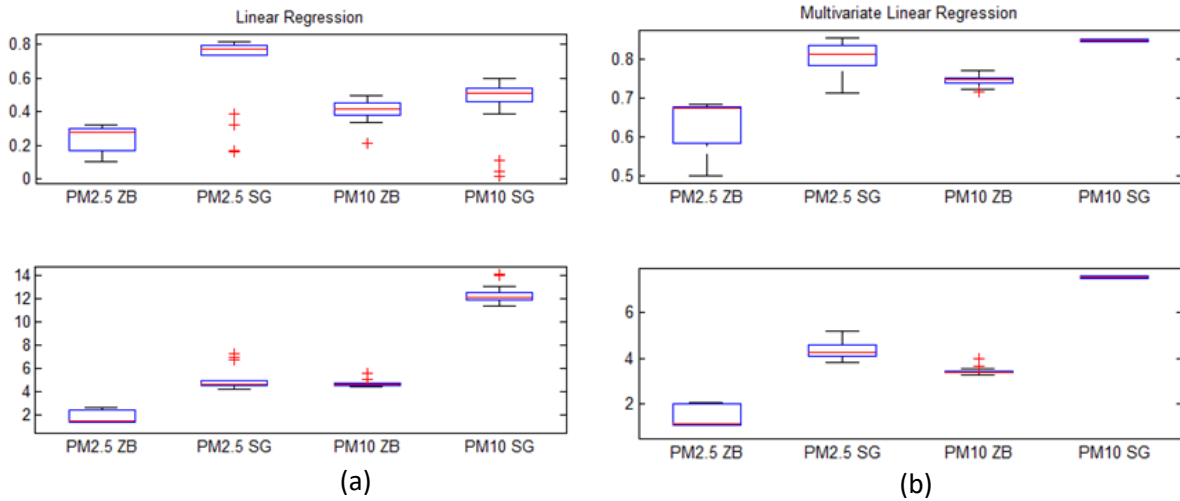 Linear Regression
0.8
0.6
0.4
0.2
0
PM2.5 ZB PM2.5 SG PM10 ZB PM10 SG
14
12
10
8
6
4
2
PM2.5 ZB PM2.5 SG PM10 ZB PM10 SG
(a)
Multivariate Linear Regression
0.8
0.7
0.6
0.5
PM2.5 ZB PM2.5 SG PM10 ZB PM10 SG
6
4
2
PM2.5 ZB PM2.5 SG PM10 ZB PM10 SG
(b)